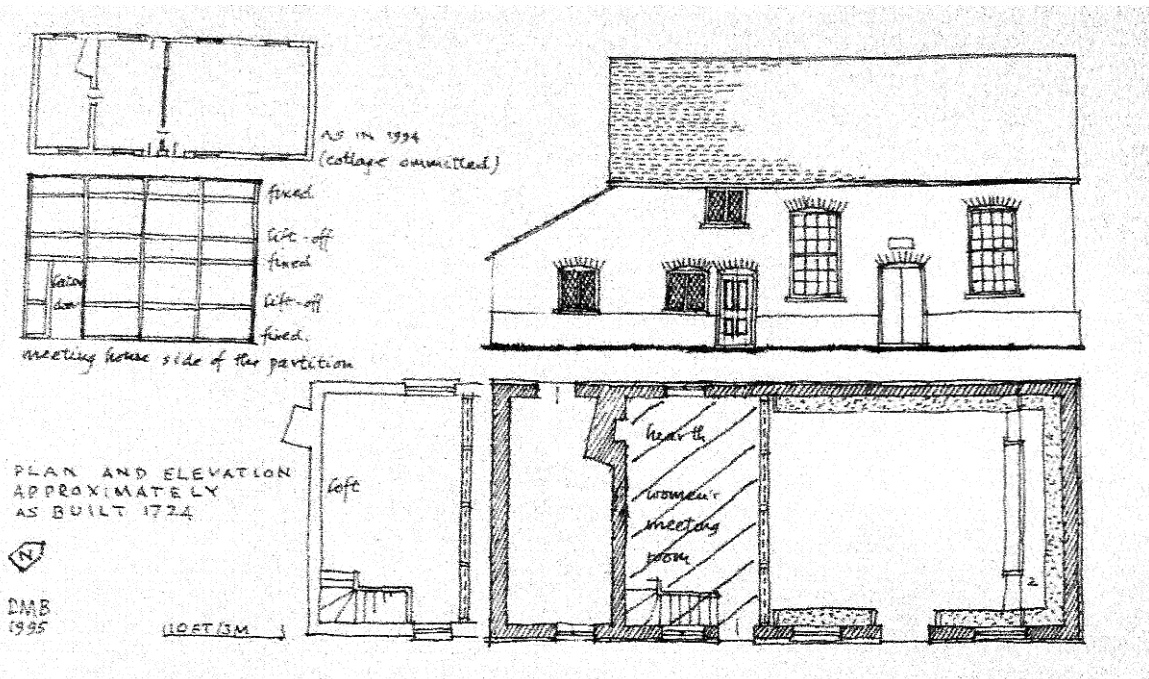 AS IN 1994
(cottage ommitted)
fixed
lift-off
fixed
lift-off
fixed.
meeting house side of the partition
PLAN AND ELEVATION
APPROXIMATELY
AS BUILT 1724
N
DMB
1995
10FT/3M
loft
hearth
women's
meeting
room
2